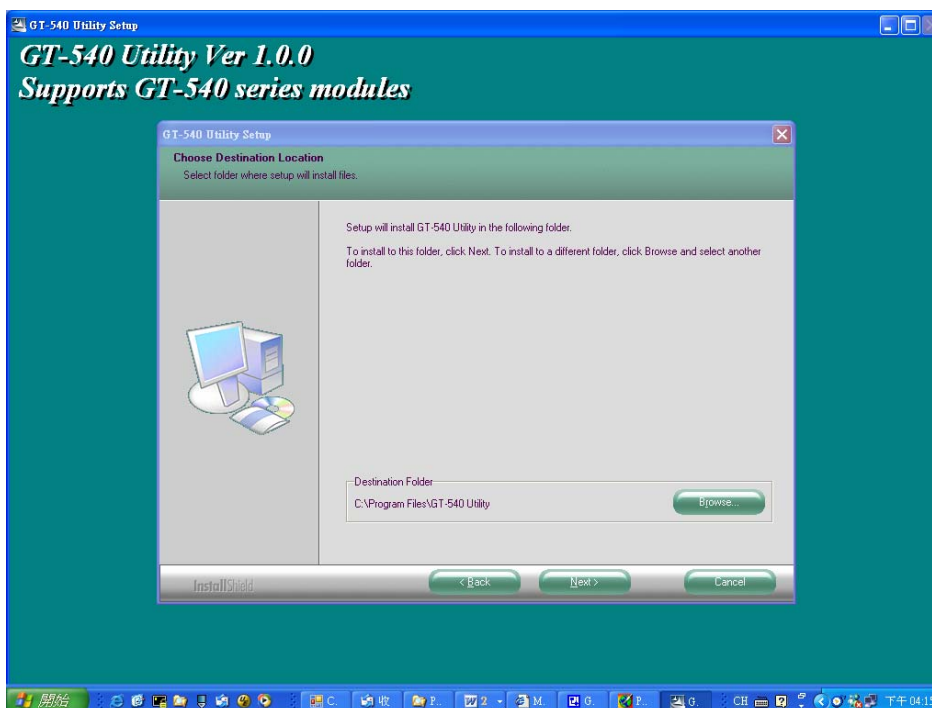 GT-540 Utility Setup
GT-540 Utility Ver 1.0.0
Supports GT-540 series modules
GT-540 Utility Setup
Choose Destination Location
Select folder where setup will install files.
Setup will install GT-540 Utility in the following folder.
To install to this folder, click Next. To install to a different folder, click Browse and select another
folder.
Destination Folder
C:\Program Files\GT-540 Utility
Browse...
InstallShield
< Back
Next >
Cancel
開始 C. 收 P.. W 2 M. G. P.. G. CH 下午 04:15